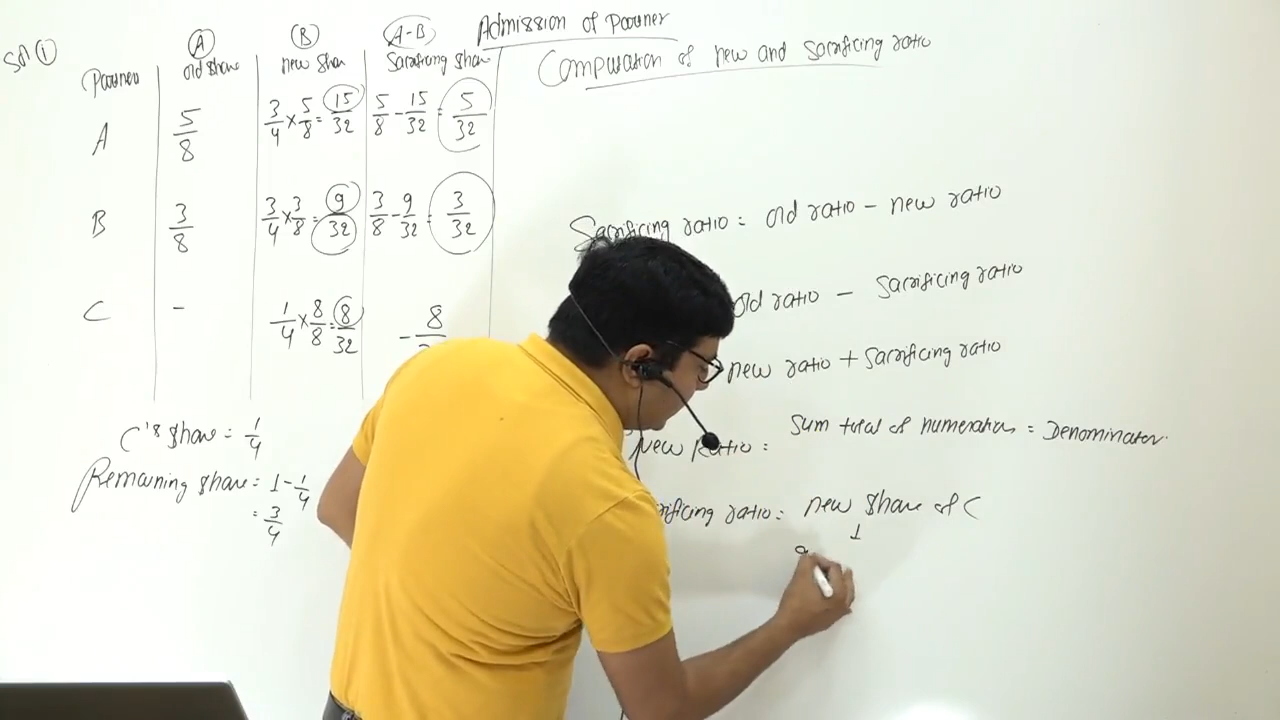 Admission of Partner
Computation of new and sacrificing ratio
Sol ①
Partner
Ⓐ
old share
Ⓑ
new share
(A-B)
Sacrificing share
A 5/8 3/4 × 5/8 = 15/32 5/8 - 15/32 = 5/32
B 3/8 3/4 × 3/8 = 9/32 3/8 - 9/32 = 3/32
C - 1/4 × 8/8 = 8/32 - 8
C's share = 1/4
Remaining share = 1 - 1/4
= 3/4
Sacrificing ratio = old ratio - new ratio
old ratio - sacrificing ratio
new ratio + sacrificing ratio
New Ratio = Sum total of numerators = Denominator.
ratio = new share of C